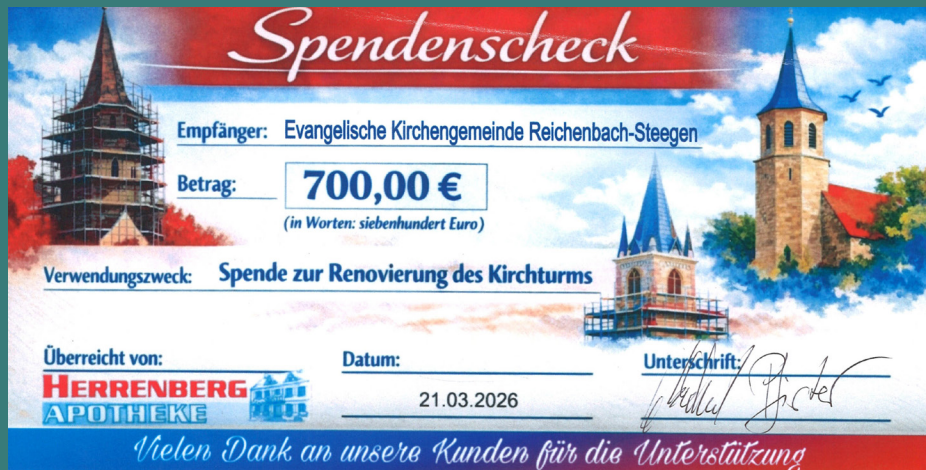 Spendenscheck
Empfänger: Evangelische Kirchengemeinde Reichenbach-Steegen
Betrag: 700,00 €
(in Worten: siebenhundert Euro)
Verwendungszweck: Spende zur Renovierung des Kirchturms
Überreicht von: Datum: Unterschrift:
HERRENBERG
APOTHEKE
21.03.2026
Vielen Dank an unsere Kunden für die Unterstützung